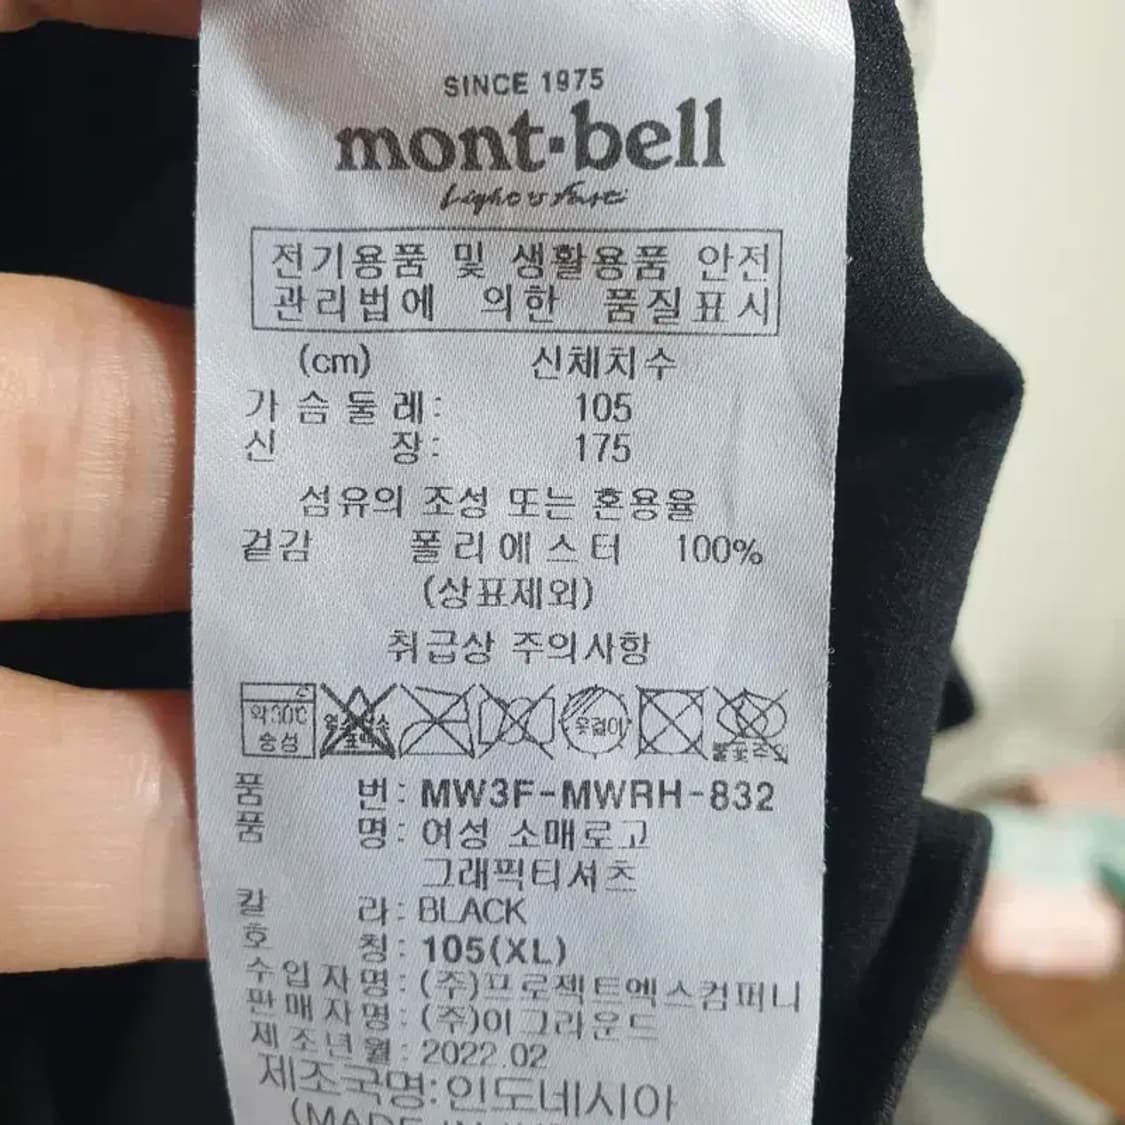 SINCE 1975
mont·bell
Light & Fast
전기용품 및 생활용품 안전
관리법에 의한 품질표시
(cm) 신체치수
가슴둘레: 105
신 장: 175
섬유의 조성 또는 혼용율
겉감 폴리에스터 100%
(상표제외)
취급상 주의사항
약30℃
중성
옷걸이
품 번: MW3F-MWRH-832
품 명: 여성 소매로고
그래픽티셔츠
칼 라: BLACK
호 칭: 105(XL)
수입자명: (주)프로젝트엑스컴퍼니
판매자명: (주)이그라운드
제조년월: 2022.02
제조국명:인도네시아
(MADE IN